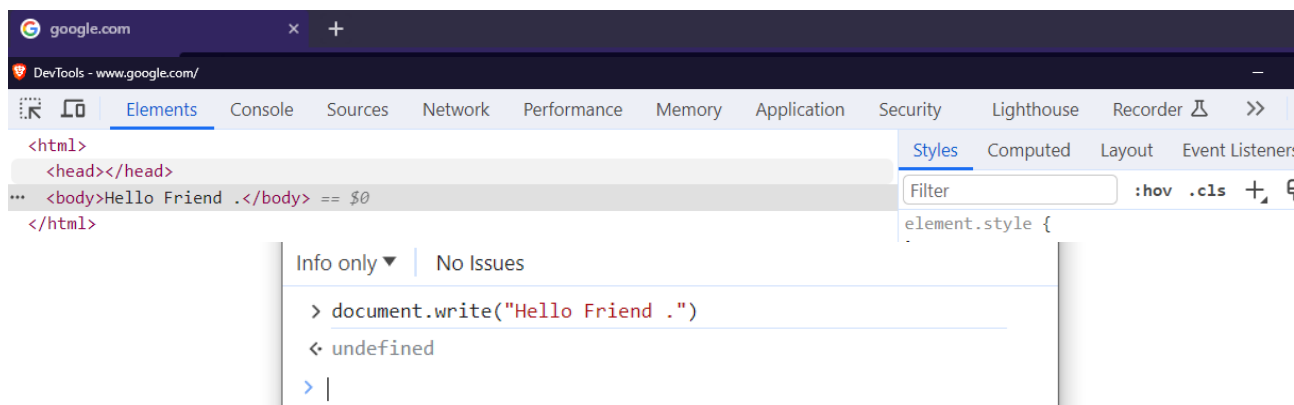 google.com × +
DevTools - www.google.com/ –
Elements Console Sources Network Performance Memory Application Security Lighthouse Recorder >>
<html>
<head></head>
··· <body>Hello Friend .</body> == $0
</html>
Styles Computed Layout Event Listeners
Filter :hov .cls +
element.style {
Info only ▼ No Issues
> document.write("Hello Friend .")
undefined
>